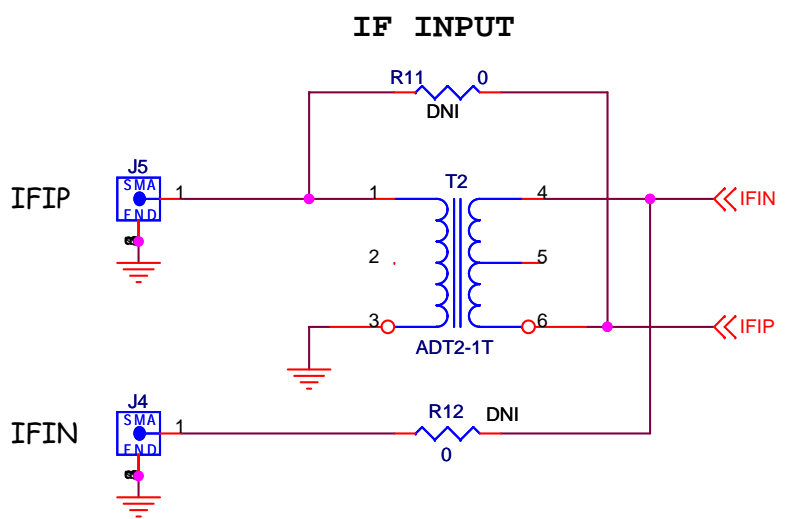 IF INPUT
R11 0
DNI
J5
SMA
END
IFIP
1
1
T2
4
IFIN
2
5
3
6
IFIP
ADT2-1T
J4
SMA
END
IFIN
1
R12 DNI
0